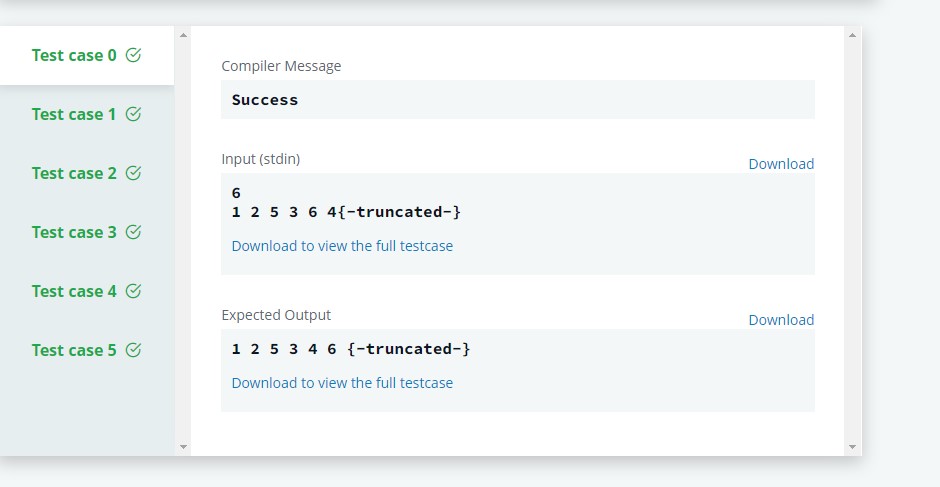 Test case 0
Test case 1
Test case 2
Test case 3
Test case 4
Test case 5
Compiler Message
Success
Input (stdin)
Download
6
1 2 5 3 6 4{-truncated-}
Download to view the full testcase
Expected Output
Download
1 2 5 3 4 6 {-truncated-}
Download to view the full testcase